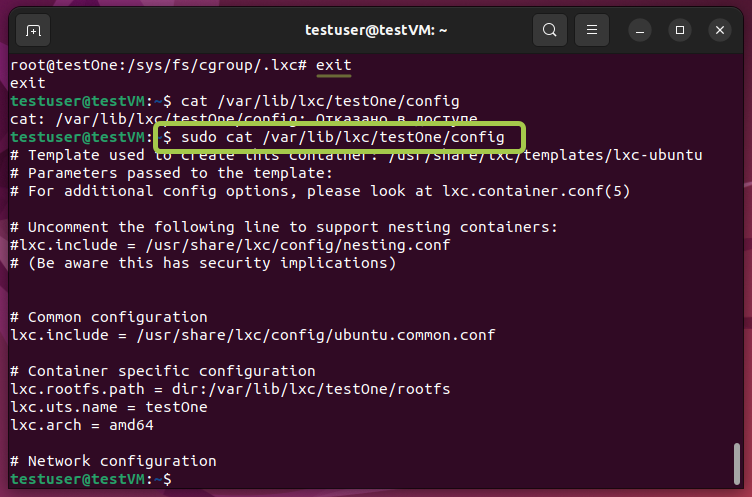 testuser@testVM: ~
root@testOne:/sys/fs/cgroup/.lxc# exit
exit
testuser@testVM:~$ cat /var/lib/lxc/testOne/config
cat: /var/lib/lxc/testOne/config: Отказано в доступе
testuser@testVM:~$ sudo cat /var/lib/lxc/testOne/config
# Template used to create this container: /usr/share/lxc/templates/lxc-ubuntu
# Parameters passed to the template:
# For additional config options, please look at lxc.container.conf(5)
# Uncomment the following line to support nesting containers:
#lxc.include = /usr/share/lxc/config/nesting.conf
# (Be aware this has security implications)
# Common configuration
lxc.include = /usr/share/lxc/config/ubuntu.common.conf
# Container specific configuration
lxc.rootfs.path = dir:/var/lib/lxc/testOne/rootfs
lxc.uts.name = testOne
lxc.arch = amd64
# Network configuration
testuser@testVM:~$